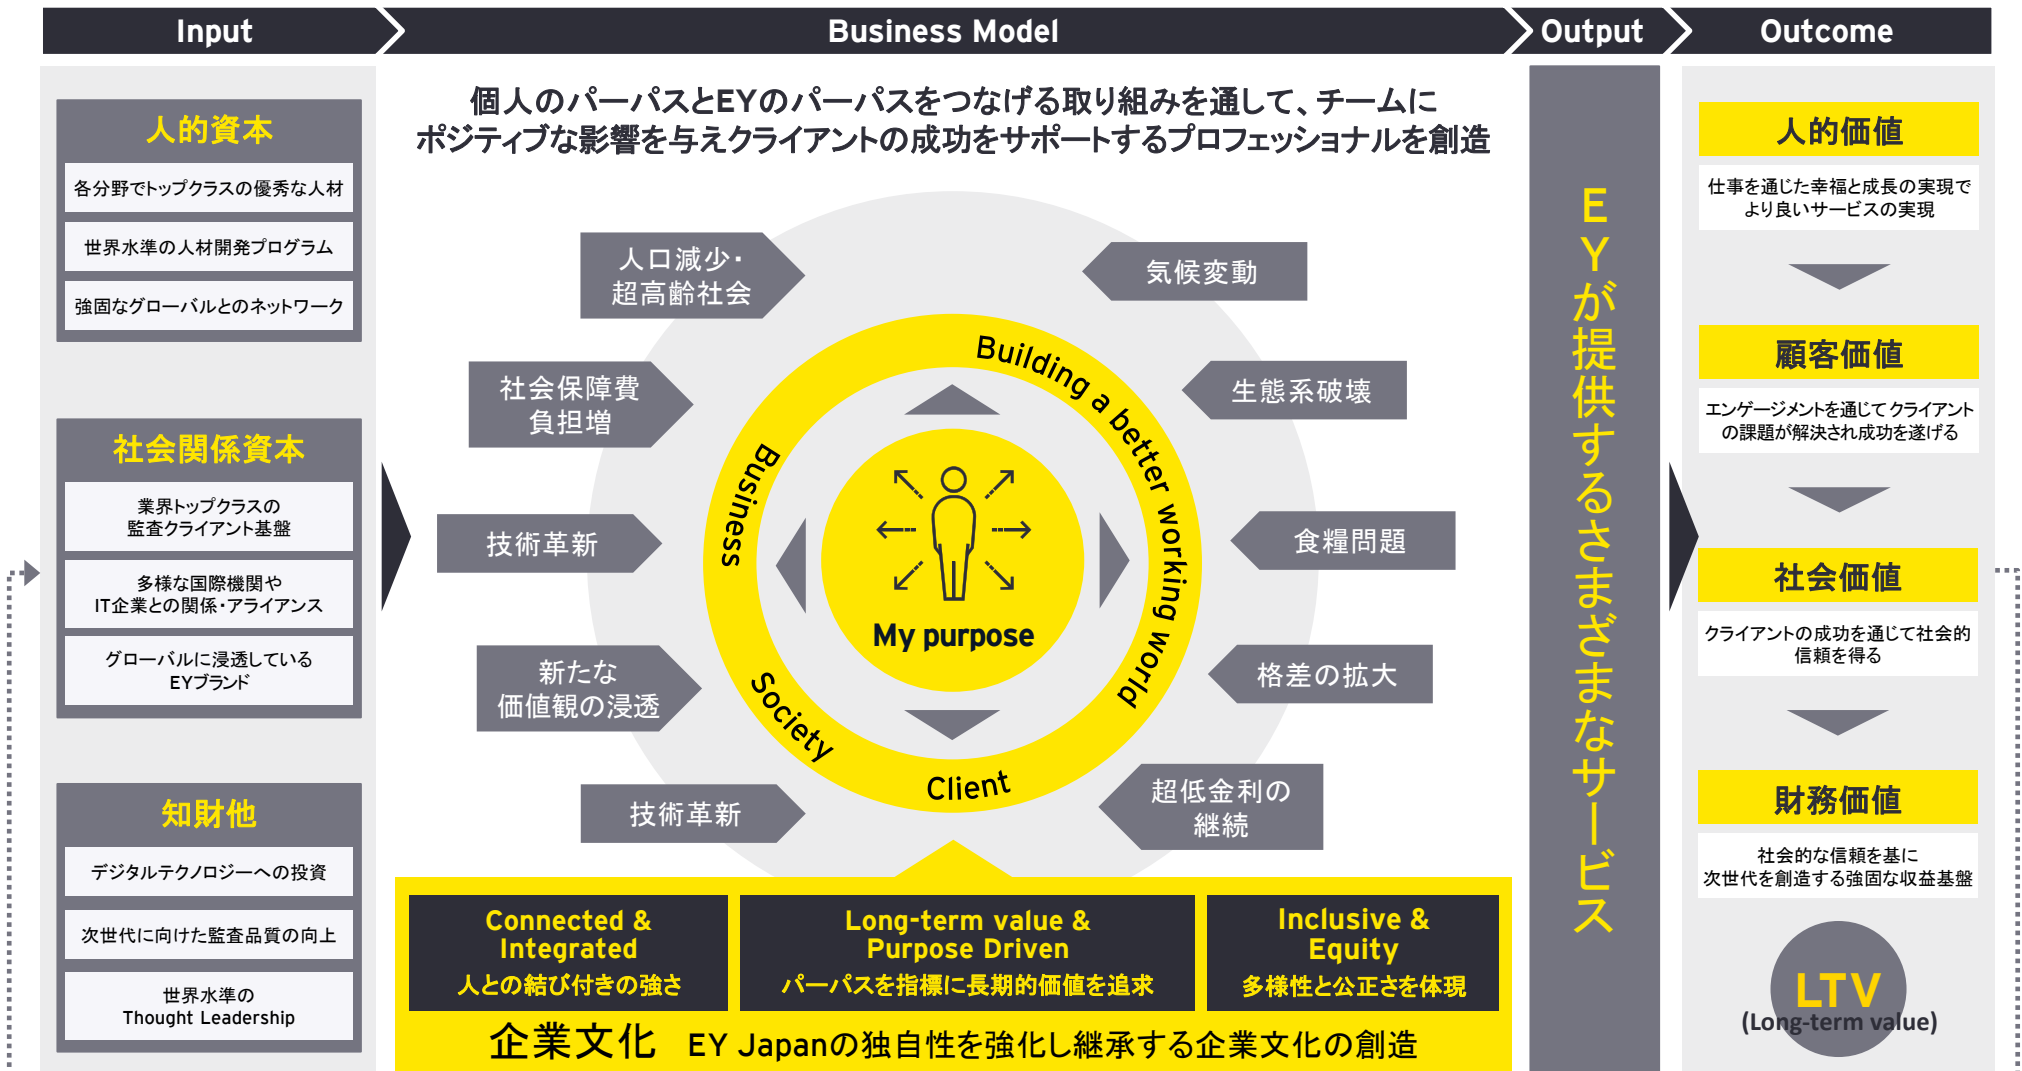 Input
Business Model
Output
Outcome
人的資本
各分野でトップクラスの優秀な人材
世界水準の人材開発プログラム
強固なグローバルとのネットワーク
社会関係資本
業界トップクラスの
監査クライアント基盤
多様な国際機関や
IT企業との関係・アライアンス
グローバルに浸透している
EYブランド
知財他
デジタルテクノロジーへの投資
次世代に向けた監査品質の向上
世界水準の
Thought Leadership
個人のパーパスとEYのパーパスをつなげる取り組みを通して、チームに
ポジティブな影響を与えクライアントの成功をサポートするプロフェッショナルを創造
人口減少・
超高齢社会
社会保障費
負担増
技術革新
新たな
価値観の浸透
技術革新
気候変動
生態系破壊
食糧問題
格差の拡大
超低金利の
継続
Building a better working world
Business
Society
Client
My purpose
Connected &
Integrated
人との結び付きの強さ
Long-term value &
Purpose Driven
パーパスを指標に長期的価値を追求
Inclusive &
Equity
多様性と公正さを体現
企業文化 EY Japanの独自性を強化し継承する企業文化の創造
EYが提供するさまざまなサービス
人的価値
仕事を通じた幸福と成長の実現で
より良いサービスの実現
顧客価値
エンゲージメントを通じてクライアント
の課題が解決され成功を遂げる
社会価値
クライアントの成功を通じて社会的
信頼を得る
財務価値
社会的な信頼を基に
次世代を創造する強固な収益基盤
LTV
(Long-term value)